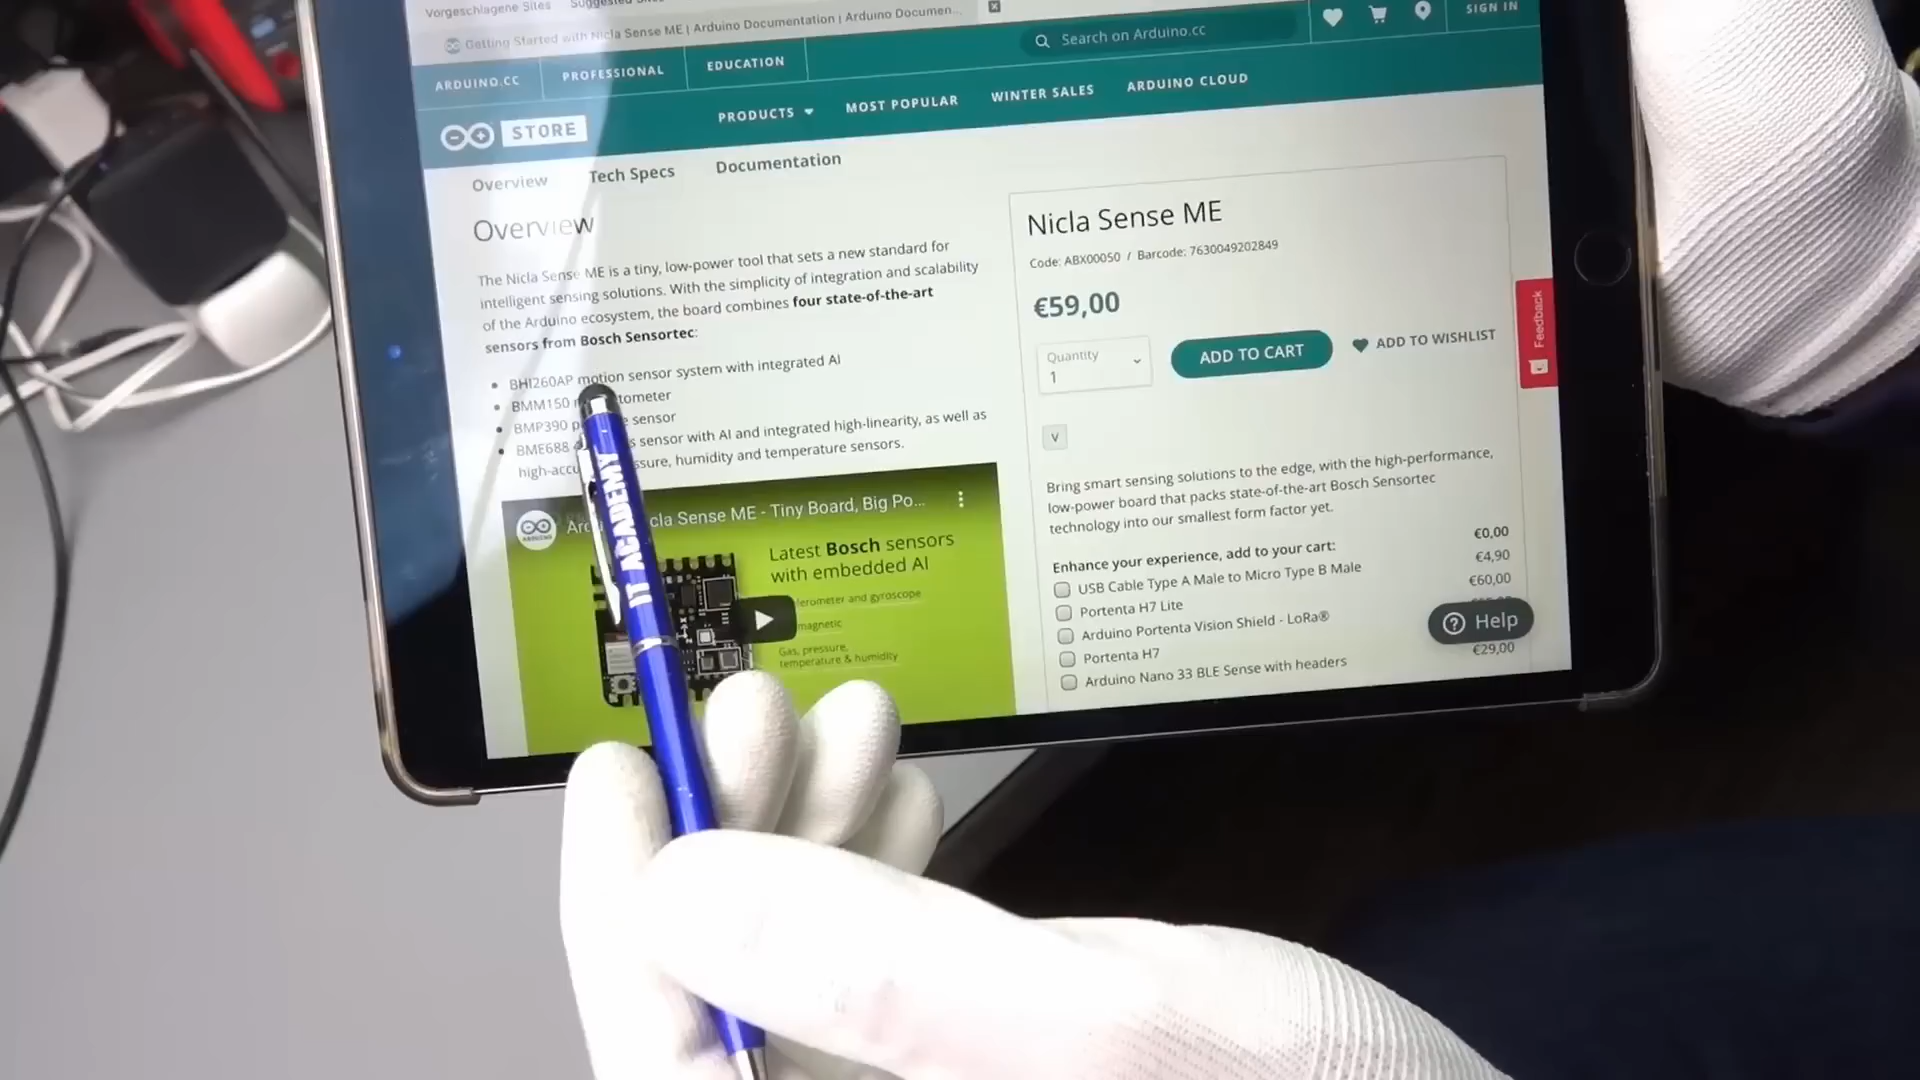 Vorgeschlagene Sites
Getting Started with Nicla Sense ME | Arduino Documentation | Arduino Documen...
ARDUINO.CC
PROFESSIONAL
EDUCATION
Search on Arduino.cc
SIGN IN
STORE
PRODUCTS
MOST POPULAR
WINTER SALES
ARDUINO CLOUD
Overview
Tech Specs
Documentation
Overview
The Nicla Sense ME is a tiny, low-power tool that sets a new standard for
intelligent sensing solutions. With the simplicity of integration and scalability
of the Arduino ecosystem, the board combines four state-of-the-art
sensors from Bosch Sensortec:
BHI260AP motion sensor system with integrated AI
BMM150
BMP390 sensor
BME688 sensor with AI and integrated high-linearity, as well as
humidity and temperature sensors.
Nicla Sense ME - Tiny Board, Big Po...
Latest Bosch sensors
with embedded AI
and gyroscope
magnetic
Gas, pressure,
temperature & humidity
IT ACADEMY
Nicla Sense ME
Code: ABX00050 / Barcode: 7630049202849
€59,00
Quantity
1
ADD TO CART
ADD TO WISHLIST
Feedback
v
Bring smart sensing solutions to the edge, with the high-performance,
low-power board that packs state-of-the-art Bosch Sensortec
technology into our smallest form factor yet.
Enhance your experience, add to your cart: €0,00
USB Cable Type A Male to Micro Type B Male €4,90
Portenta H7 Lite €60,00
Arduino Portenta Vision Shield - LoRa®
Portenta H7
Arduino Nano 33 BLE Sense with headers €29,00
Help